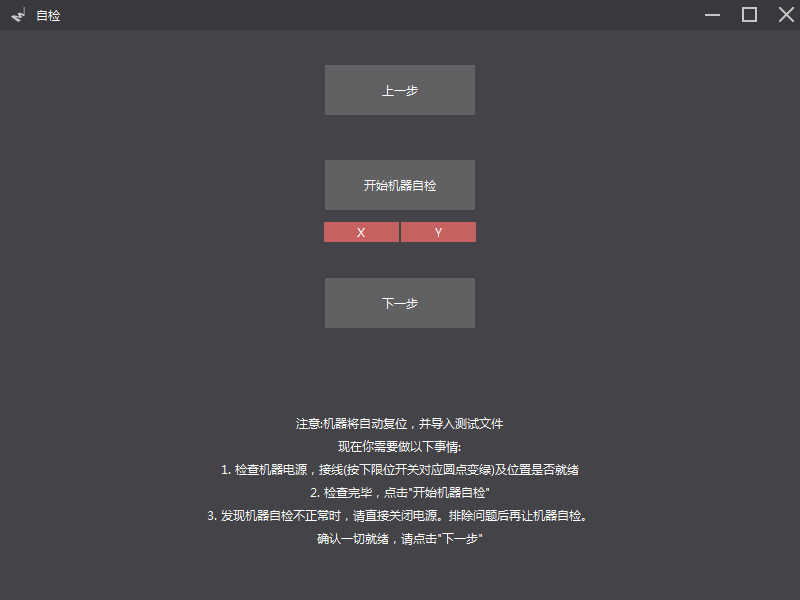 自检
上一步
开始机器自检
X Y
下一步
注意:机器将自动复位，并导入测试文件
现在你需要做以下事情:
1. 检查机器电源，接线(按下限位开关对应圆点变绿)及位置是否就绪
2. 检查完毕，点击"开始机器自检"
3. 发现机器自检不正常时，请直接关闭电源。排除问题后再让机器自检。
确认一切就绪，请点击"下一步"